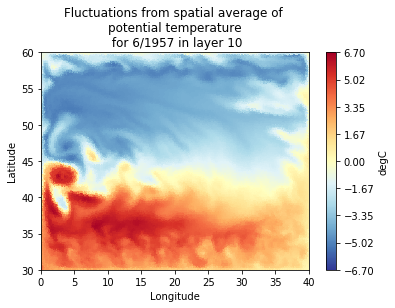 Fluctuations from spatial average of
potential temperature
for 6/1957 in layer 10
60
55
50
45
40
35
30
Latitude
0 5 10 15 20 25 30 35 40
Longitude
6.70
5.02
3.35
1.67
0.00
−1.67
−3.35
−5.02
−6.70
degC